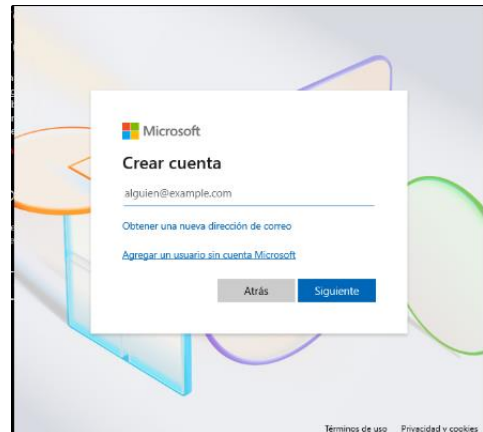 Microsoft
Crear cuenta
alguien@example.com
Obtener una nueva dirección de correo
Agregar un usuario sin cuenta Microsoft
Atrás
Siguiente
Términos de uso
Privacidad y cookies